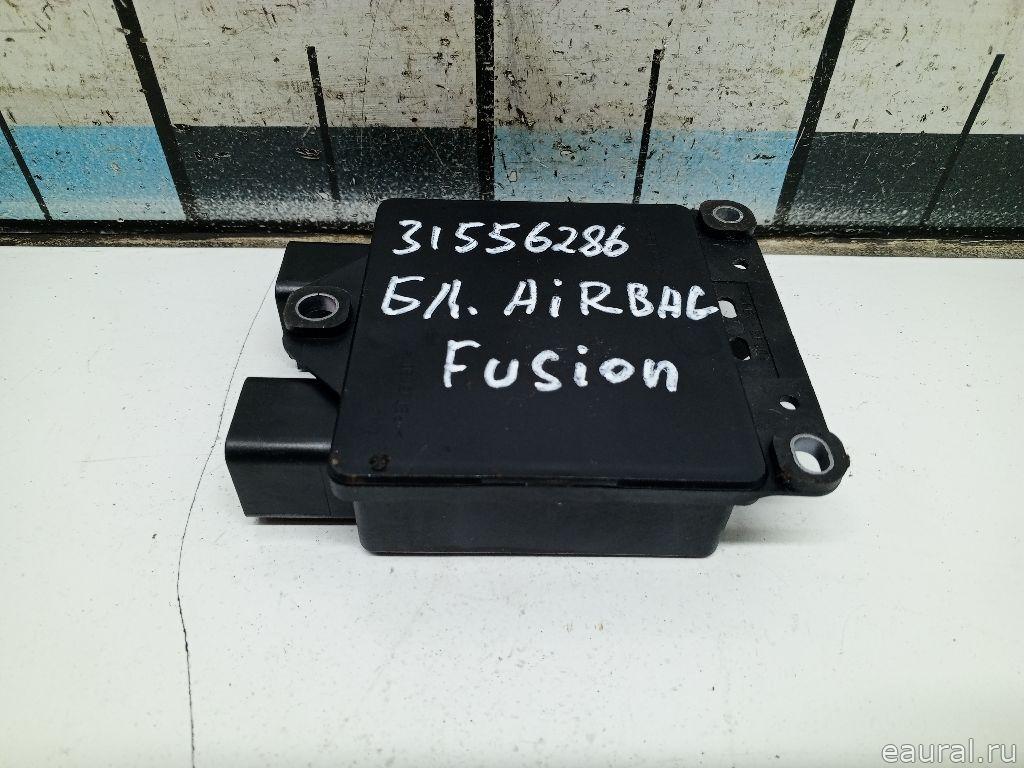 31556286
БЛ. AiRBAG
Fusion
eaural.ru